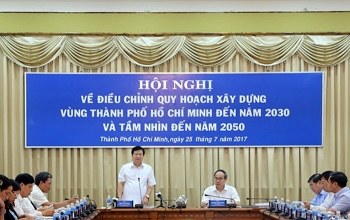 HỘI NGHỊ
VỀ ĐIỀU CHỈNH QUY HOẠCH XÂY DỰNG
VÙNG THÀNH PHỐ HỒ CHÍ MINH ĐẾN NĂM 2030
VÀ TẦM NHÌN ĐẾN NĂM 2050
Thành Phố Hồ Chí Minh, ngày 25 tháng 7 năm 2017